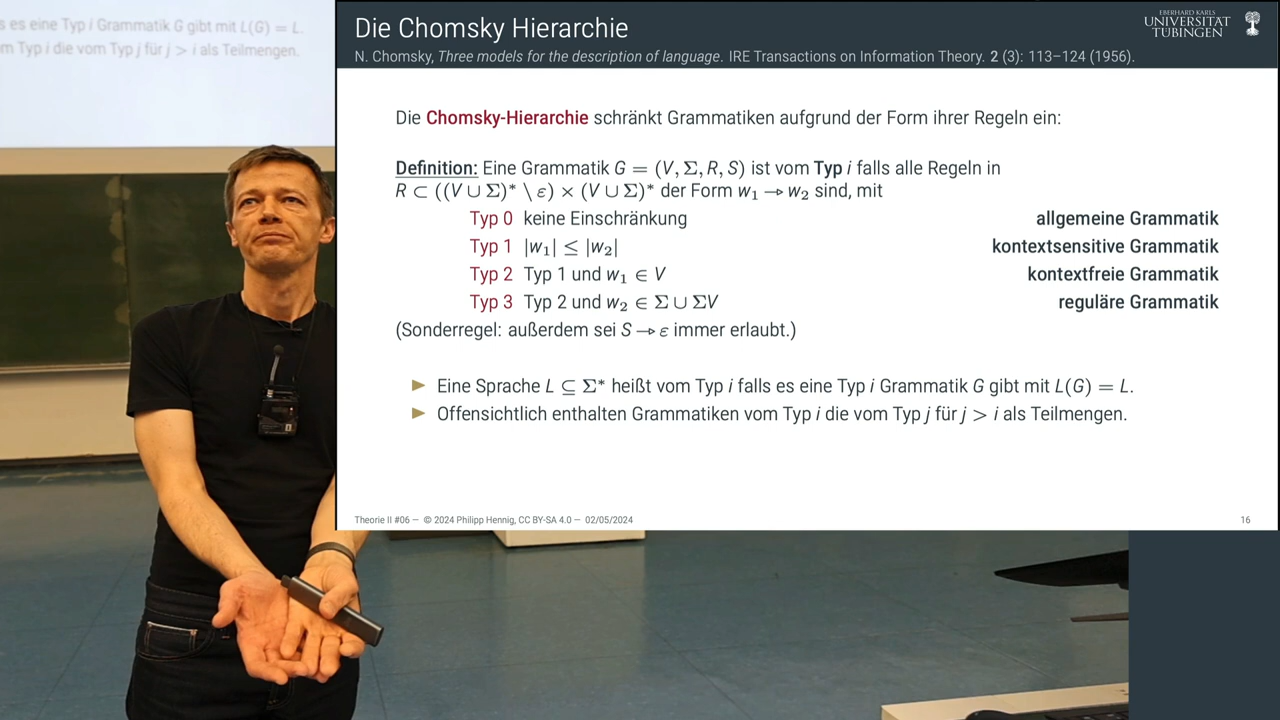 s es eine Typ i Grammatik G gibt mit L(G) = L.
m Typ i die vom Typ j für j > i als Teilmengen.
Die Chomsky Hierarchie
N. Chomsky, Three models for the description of language. IRE Transactions on Information Theory. 2 (3): 113–124 (1956).
EBERHARD KARLS
UNIVERSITÄT
TÜBINGEN
Die Chomsky-Hierarchie schränkt Grammatiken aufgrund der Form ihrer Regeln ein:
Definition: Eine Grammatik G = (V, Σ, R, S) ist vom Typ i falls alle Regeln in
R ⊂ ((V ∪ Σ)* \ ε) × (V ∪ Σ)* der Form w₁ → w₂ sind, mit
Typ 0 keine Einschränkung allgemeine Grammatik
Typ 1 |w₁| ≤ |w₂| kontextsensitive Grammatik
Typ 2 Typ 1 und w₁ ∈ V kontextfreie Grammatik
Typ 3 Typ 2 und w₂ ∈ Σ ∪ ΣV reguläre Grammatik
(Sonderregel: außerdem sei S → ε immer erlaubt.)
▶ Eine Sprache L ⊆ Σ* heißt vom Typ i falls es eine Typ i Grammatik G gibt mit L(G) = L.
▶ Offensichtlich enthalten Grammatiken vom Typ i die vom Typ j für j > i als Teilmengen.
Theorie II #06 — © 2024 Philipp Hennig, CC BY-SA 4.0 — 02/05/2024 16